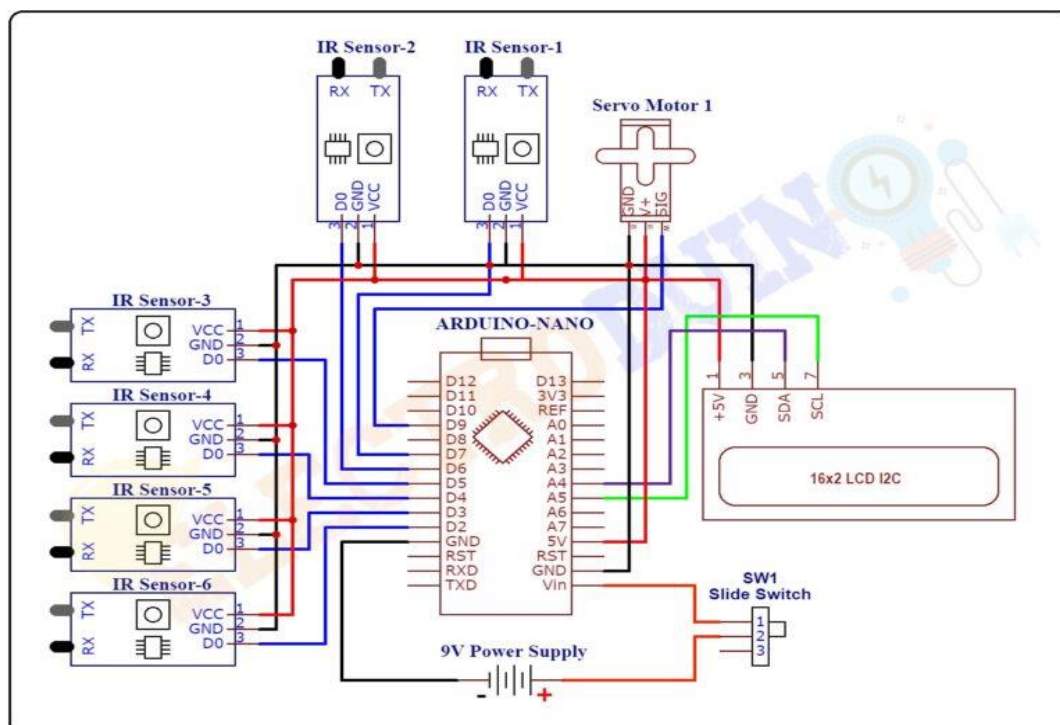 IR Sensor-2
IR Sensor-1
RX TX
RX TX
Servo Motor 1
D0 GND VCC
3 2 1
D0 GND VCC
3 2 1
GND V+ SIG
IR Sensor-3
TX
RX
VCC 1
GND 2
D0 3
IR Sensor-4
TX
RX
VCC 1
GND 2
D0 3
IR Sensor-5
TX
RX
VCC 1
GND 2
D0 3
IR Sensor-6
TX
RX
VCC 1
GND 2
D0 3
ARDUINO-NANO
D12 D13
D11 3V3
D10 REF
D9 A0
D8 A1
D7 A2
D6 A3
D5 A4
D4 A5
D3 A6
D2 A7
GND 5V
RST RST
RXD GND
TXD Vin
1 3 5 7
+5V GND SDA SCL
16x2 LCD I2C
SW1
Slide Switch
1
2
3
9V Power Supply
- +